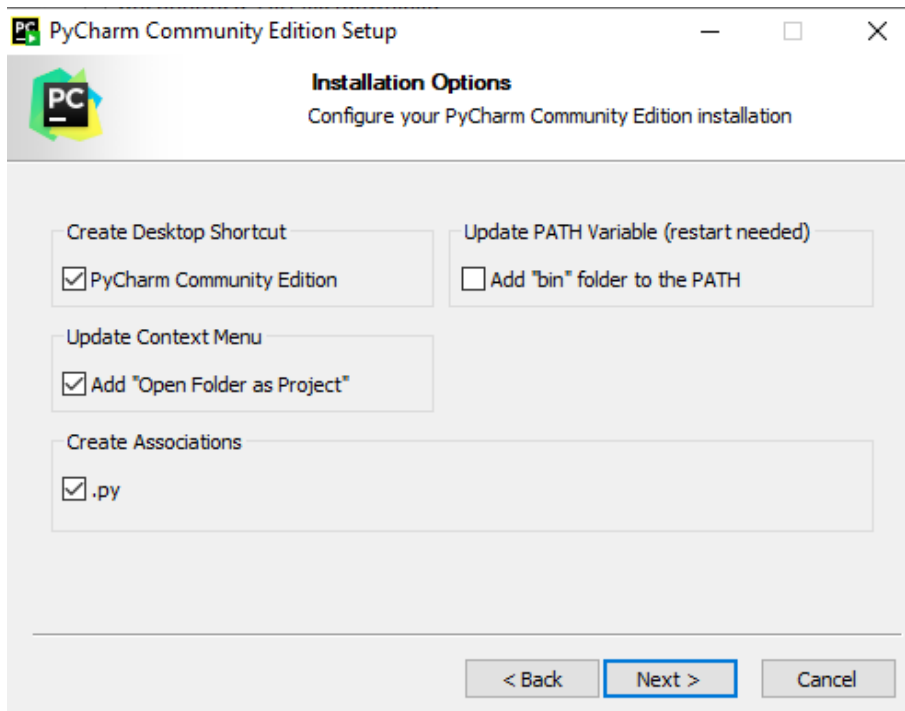 PyCharm Community Edition Setup
PC
Installation Options
Configure your PyCharm Community Edition installation
Create Desktop Shortcut
PyCharm Community Edition
Update PATH Variable (restart needed)
Add "bin" folder to the PATH
Update Context Menu
Add "Open Folder as Project"
Create Associations
.py
< Back
Next >
Cancel